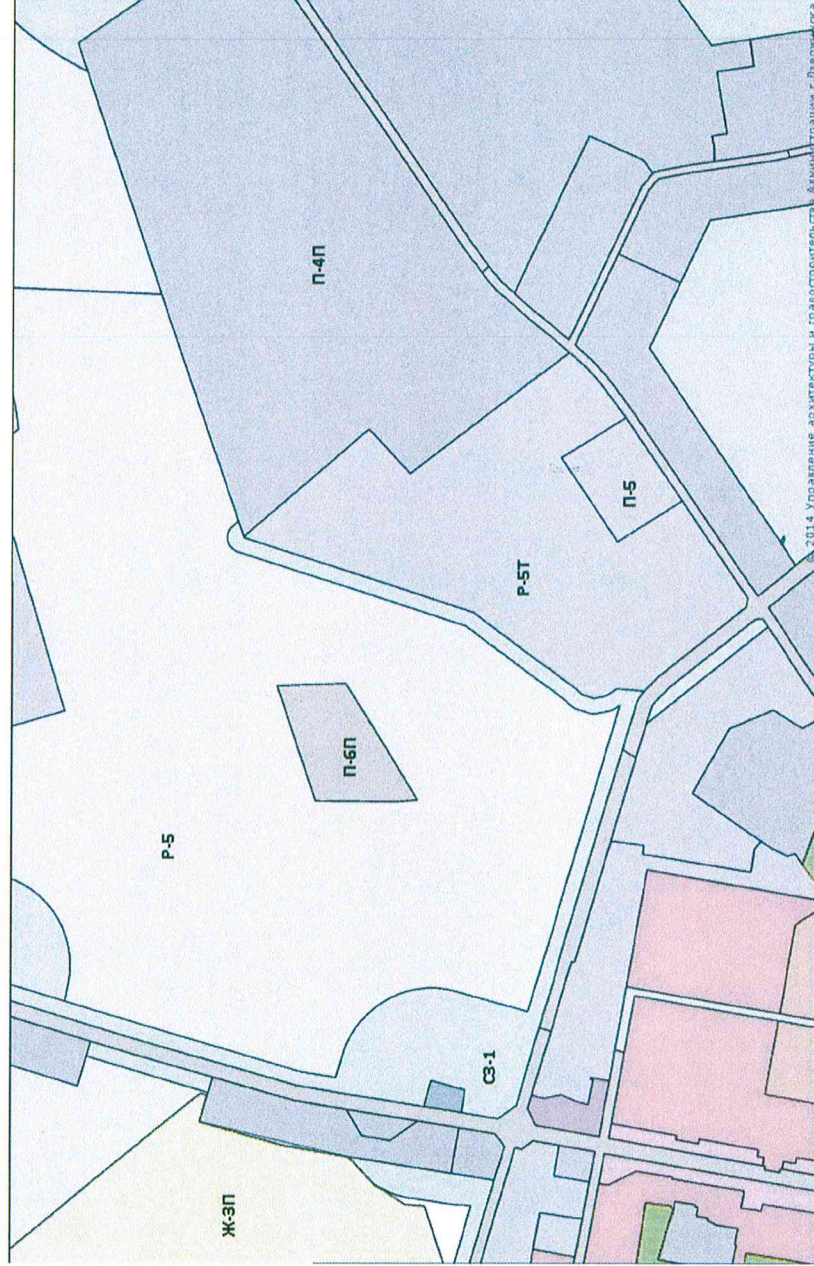 Р-5
Ж-3П
П-4П
П-6П
СЗ-1
Р-5Т
П-5
© 2014 Управление архитектуры и градостроительства Администрации